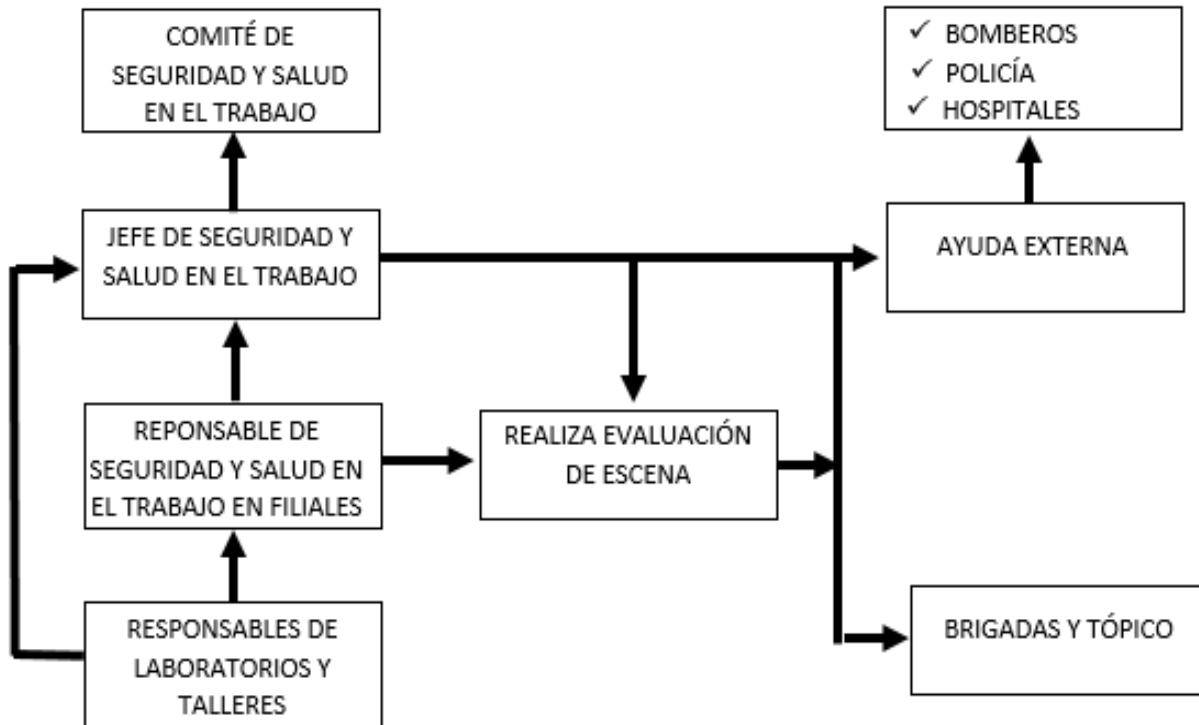 COMITÉ DE
SEGURIDAD Y SALUD
EN EL TRABAJO
✓ BOMBEROS
✓ POLICÍA
✓ HOSPITALES
JEFE DE SEGURIDAD Y
SALUD EN EL TRABAJO
AYUDA EXTERNA
REPONSABLE DE
SEGURIDAD Y SALUD EN
EL TRABAJO EN FILIALES
REALIZA EVALUACIÓN
DE ESCENA
RESPONSABLES DE
LABORATORIOS Y
TALLERES
BRIGADAS Y TÓPICO